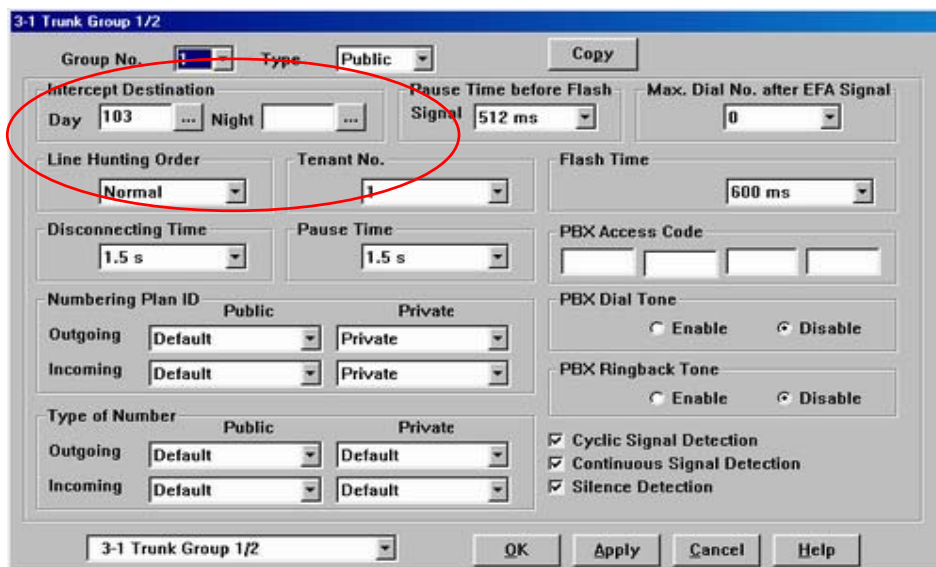 3-1 Trunk Group 1/2
Group No. 1 Type Public Copy
Intercept Destination Pause Time before Flash Max. Dial No. after EFA Signal
Day 103 ... Night ... Signal 512 ms 0
Line Hunting Order Tenant No. Flash Time
Normal 1 600 ms
Disconnecting Time Pause Time PBX Access Code
1.5 s 1.5 s
Numbering Plan ID PBX Dial Tone
Public Private
Outgoing Default Private Enable Disable
Incoming Default Private
PBX Ringback Tone
Enable Disable
Type of Number
Public Private
Outgoing Default Default Cyclic Signal Detection
Continuous Signal Detection
Incoming Default Default Silence Detection
3-1 Trunk Group 1/2 OK Apply Cancel Help